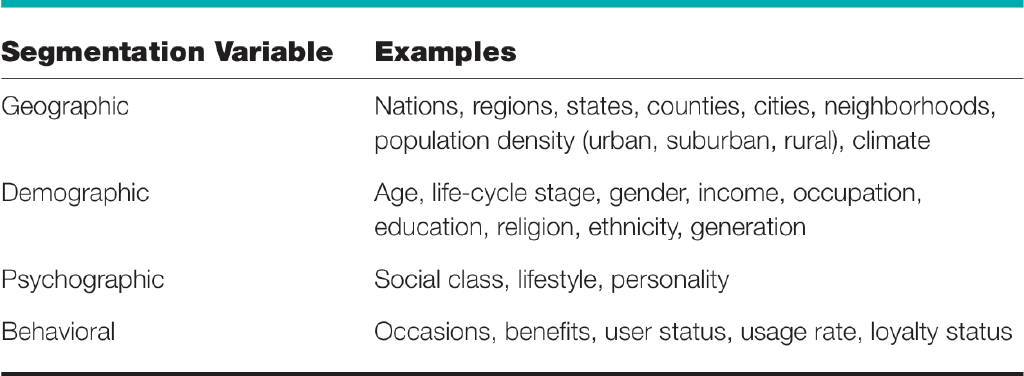 Segmentation Variable Examples
Geographic Nations, regions, states, counties, cities, neighborhoods,
population density (urban, suburban, rural), climate
Demographic Age, life-cycle stage, gender, income, occupation,
education, religion, ethnicity, generation
Psychographic Social class, lifestyle, personality
Behavioral Occasions, benefits, user status, usage rate, loyalty status